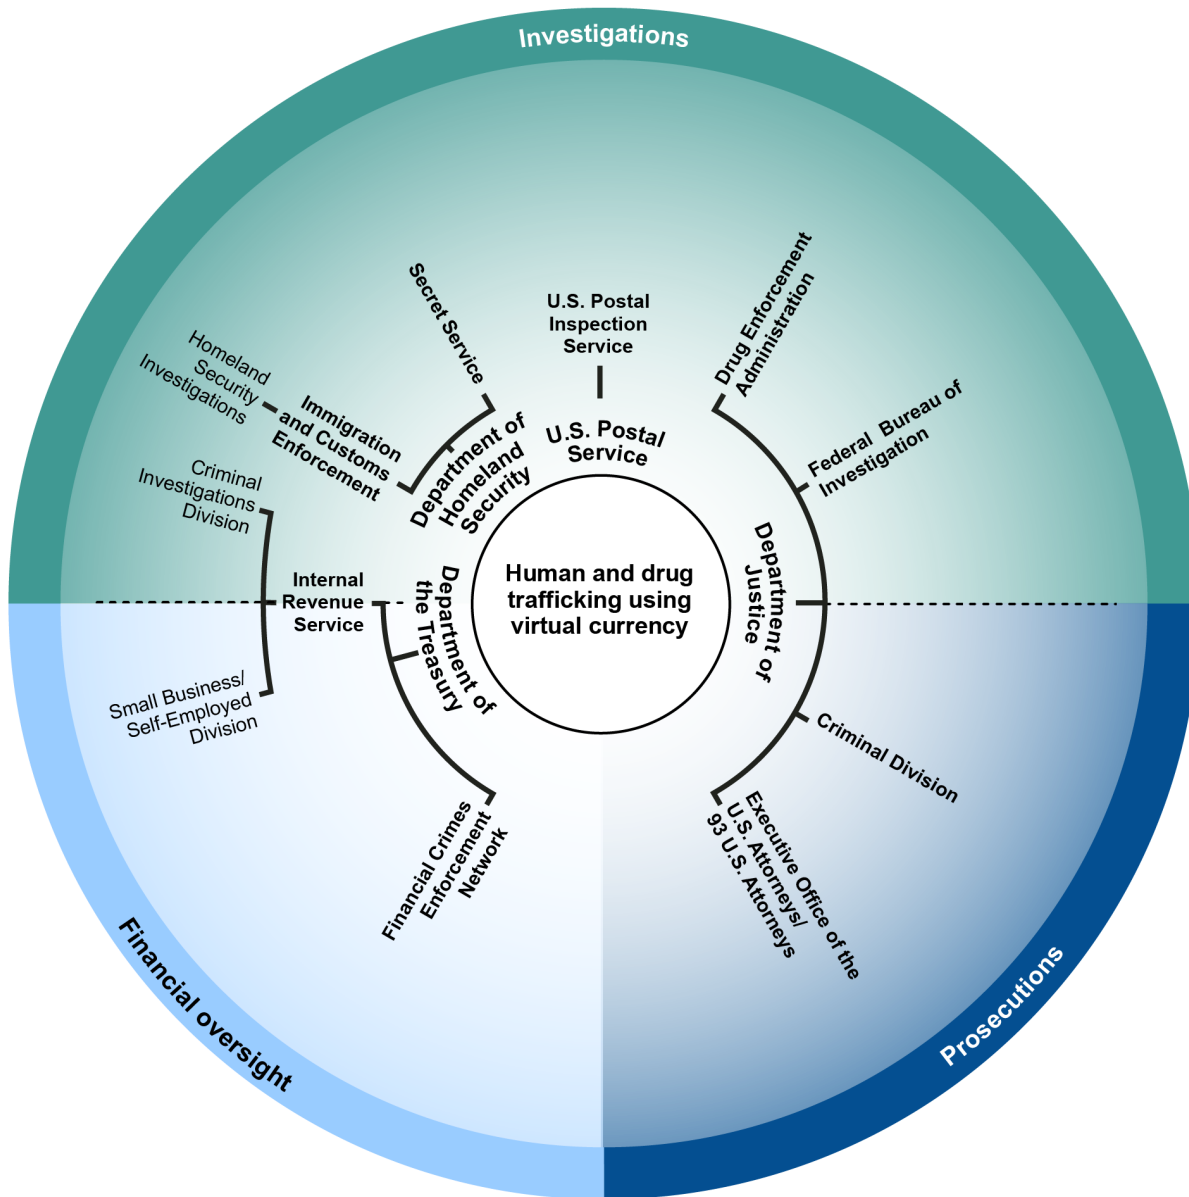 Investigations
Secret Service
U.S. Postal
Inspection
Service
Drug Enforcement
Administration
Homeland
Security
Investigations
Immigration
and Customs
Enforcement
Department of
Homeland
Security
U.S. Postal
Service
Federal Bureau of
Investigation
Criminal
Investigations
Division
Internal
Revenue
Service
Department of
the Treasury
Human and drug
trafficking using
virtual currency
Department of
Justice
Small Business/
Self-Employed
Division
Criminal Division
Financial Crimes
Enforcement
Network
Executive Office of the
U.S. Attorneys/
93 U.S. Attorneys
Financial oversight
Prosecutions